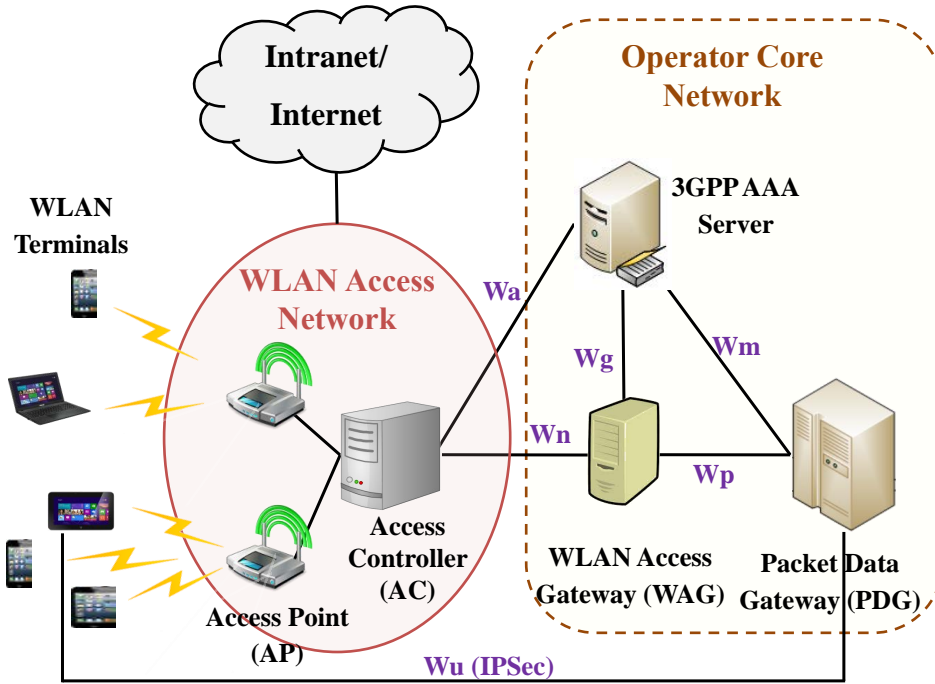 Intranet/
Internet
Operator Core
Network
3GPP AAA
Server
WLAN
Terminals
WLAN Access
Network
Wa
Wg
Wm
Wn
Wp
Access
Controller
(AC)
WLAN Access
Gateway (WAG)
Packet Data
Gateway (PDG)
Access Point
(AP)
Wu (IPSec)